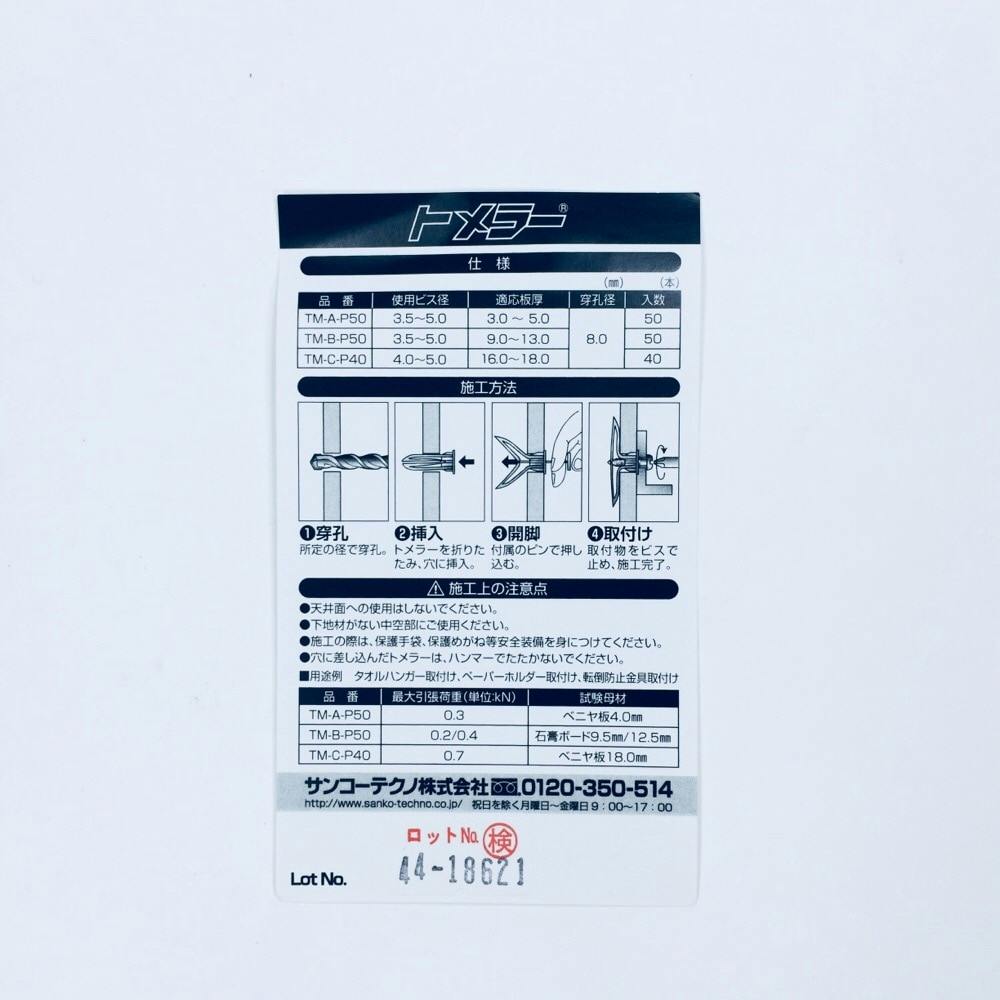 トメラー®
仕様
(mm) (本)
品番 使用ビス径 適応板厚 穿孔径 入数
TM-A-P50 3.5～5.0 3.0～5.0 8.0 50
TM-B-P50 3.5～5.0 9.0～13.0 50
TM-C-P40 4.0～5.0 16.0～18.0 40
施工方法
❶穿孔 ❷挿入 ❸開脚 ❹取付け
所定の径で穿孔。 トメラーを折りた 付属のピンで押し 取付物をビスで
たみ、穴に挿入。 込む。 止め、施工完了。
⚠ 施工上の注意点
●天井面への使用はしないでください。
●下地材がない中空部にご使用ください。
●施工の際は、保護手袋、保護めがね等安全装備を身につけてください。
●穴に差し込んだトメラーは、ハンマーでたたかないでください。
■用途例 タオルハンガー取付け、ペーパーホルダー取付け、転倒防止金具取付け
品番 最大引張荷重(単位:kN) 試験母材
TM-A-P50 0.3 ベニヤ板4.0mm
TM-B-P50 0.2/0.4 石膏ボード9.5mm/12.5mm
TM-C-P40 0.7 ベニヤ板18.0mm
サンコーテクノ株式会社 0120-350-514
http://www.sanko-techno.co.jp/ 祝日を除く月曜日～金曜日9:00～17:00
ロットNo. 検
44-18621
Lot No.